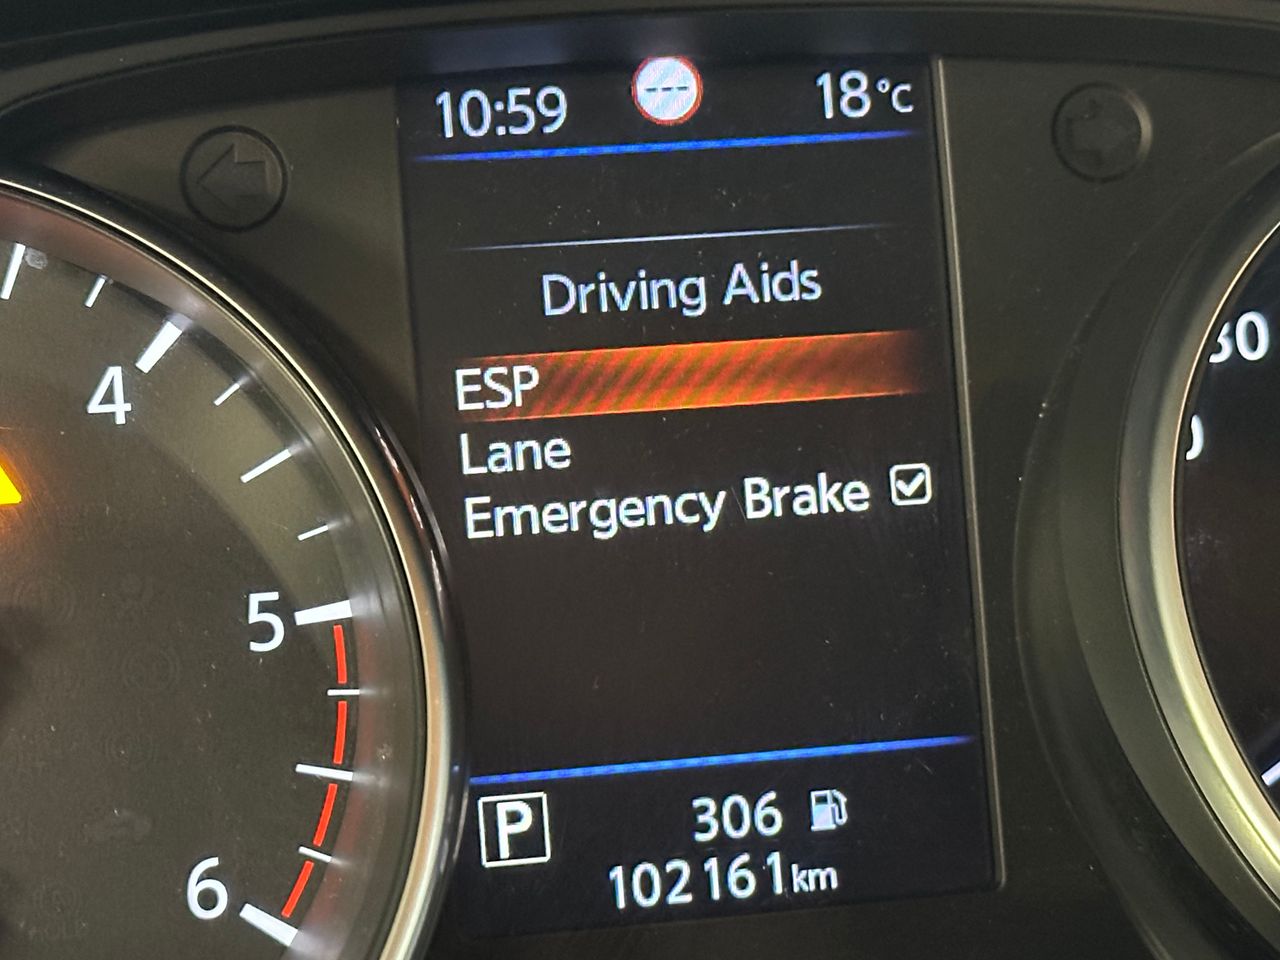 10:59 --- 18°C
Driving Aids
ESP
Lane
Emergency Brake
P 306
102161km
4
5
6